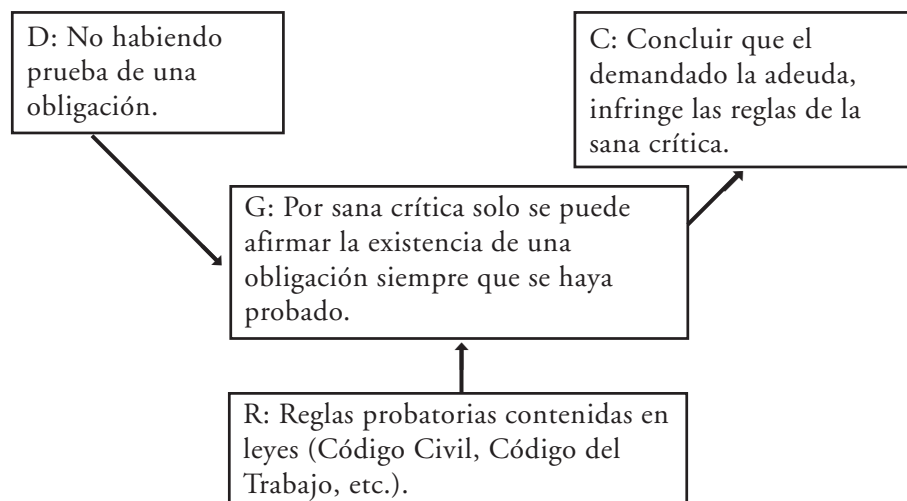 D: No habiendo
prueba de una
obligación.
C: Concluir que el
demandado la adeuda,
infringe las reglas de la
sana crítica.
G: Por sana crítica solo se puede
afirmar la existencia de una
obligación siempre que se haya
probado.
R: Reglas probatorias contenidas en
leyes (Código Civil, Código del
Trabajo, etc.).